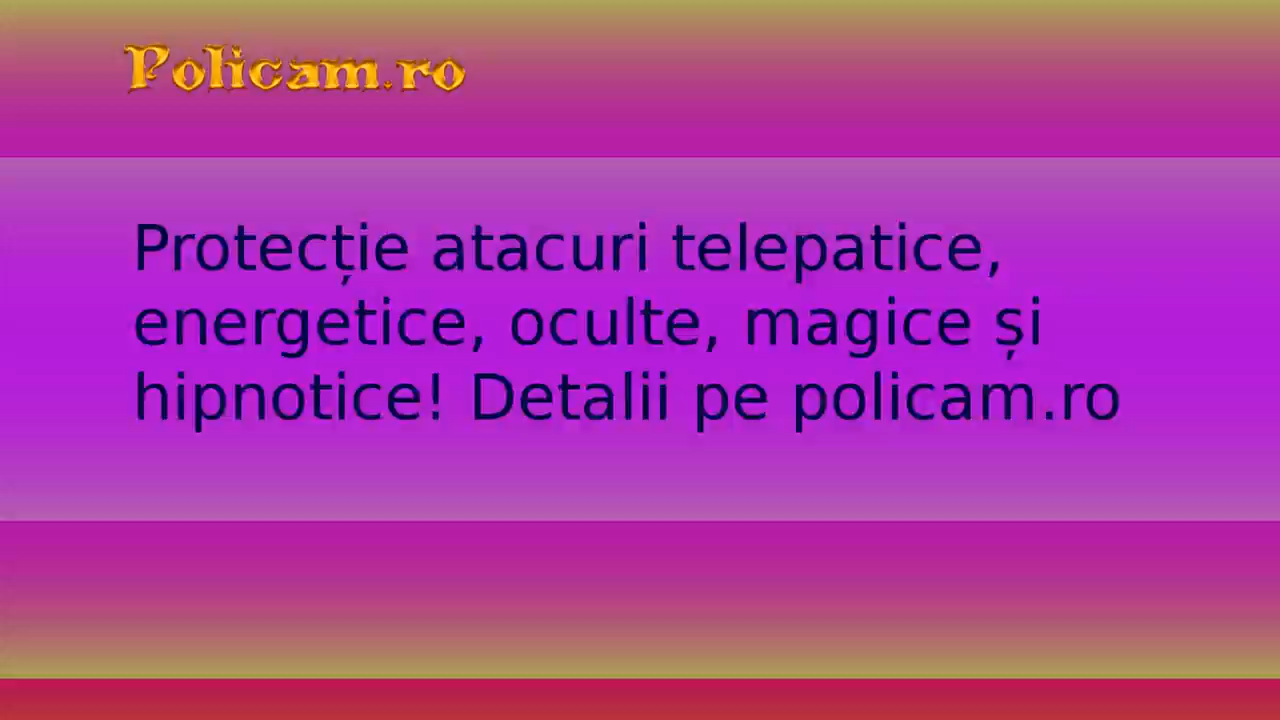 Policam.ro
Protecție atacuri telepatice,
energetice, oculte, magice și
hipnotice! Detalii pe policam.ro